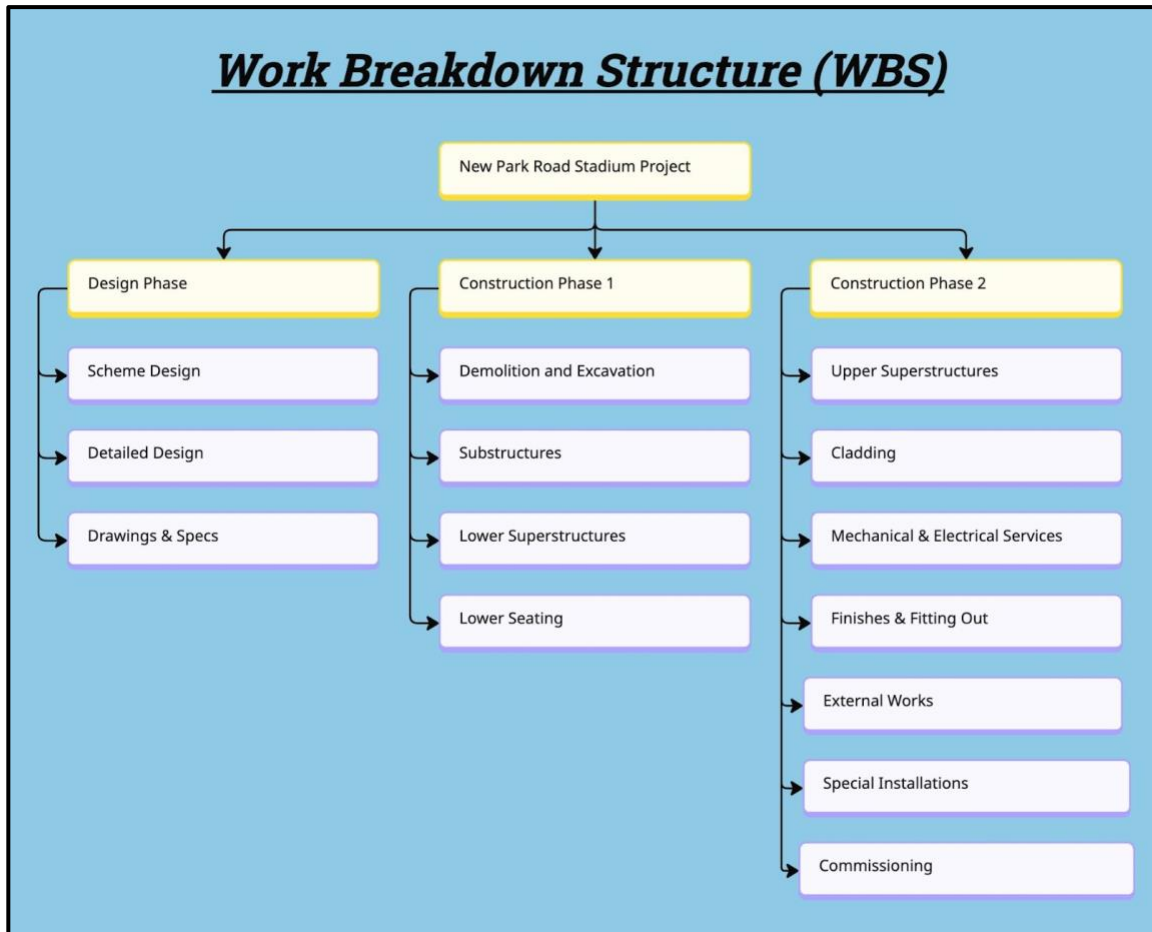 Work Breakdown Structure (WBS)
New Park Road Stadium Project
Design Phase
Scheme Design
Detailed Design
Drawings & Specs
Construction Phase 1
Demolition and Excavation
Substructures
Lower Superstructures
Lower Seating
Construction Phase 2
Upper Superstructures
Cladding
Mechanical & Electrical Services
Finishes & Fitting Out
External Works
Special Installations
Commissioning